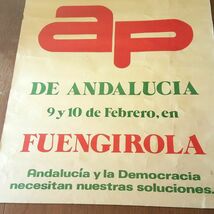 ap
DE ANDALUCIA
9 y 10 de Febrero, en
FUENGIROLA
Andalucía y la Democracia
necesitan nuestras soluciones.